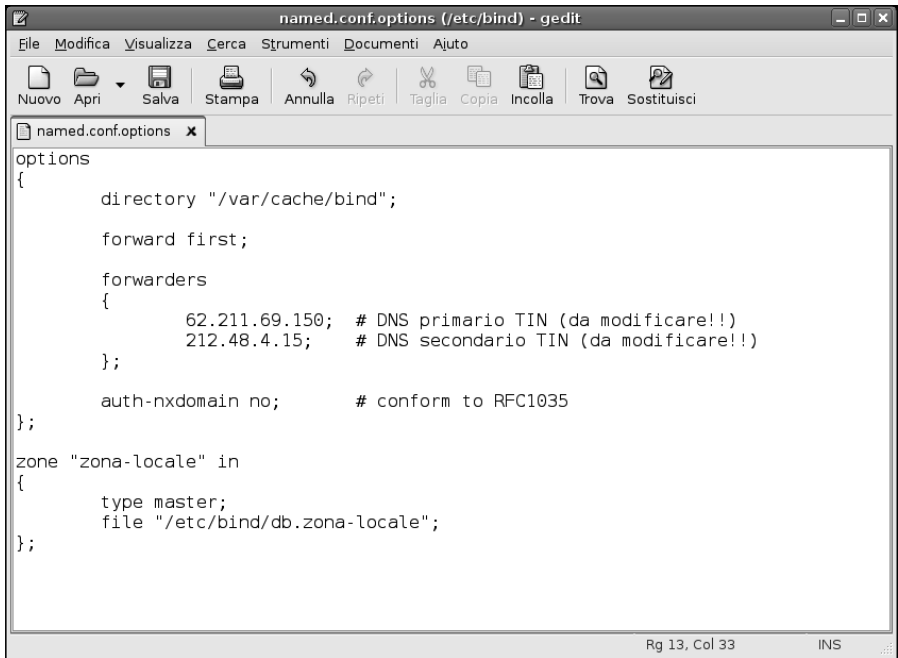 named.conf.options (/etc/bind) - gedit
File Modifica Visualizza Cerca Strumenti Documenti Aiuto
Nuovo Apri Salva Stampa Annulla Ripeti Taglia Copia Incolla Trova Sostituisci
named.conf.options x
options
{
        directory "/var/cache/bind";

        forward first;

        forwarders
        {
                62.211.69.150;  # DNS primario TIN (da modificare!!)
                212.48.4.15;    # DNS secondario TIN (da modificare!!)
        };

        auth-nxdomain no;       # conform to RFC1035
};

zone "zona-locale" in
{
        type master;
        file "/etc/bind/db.zona-locale";
};
Rg 13, Col 33 INS